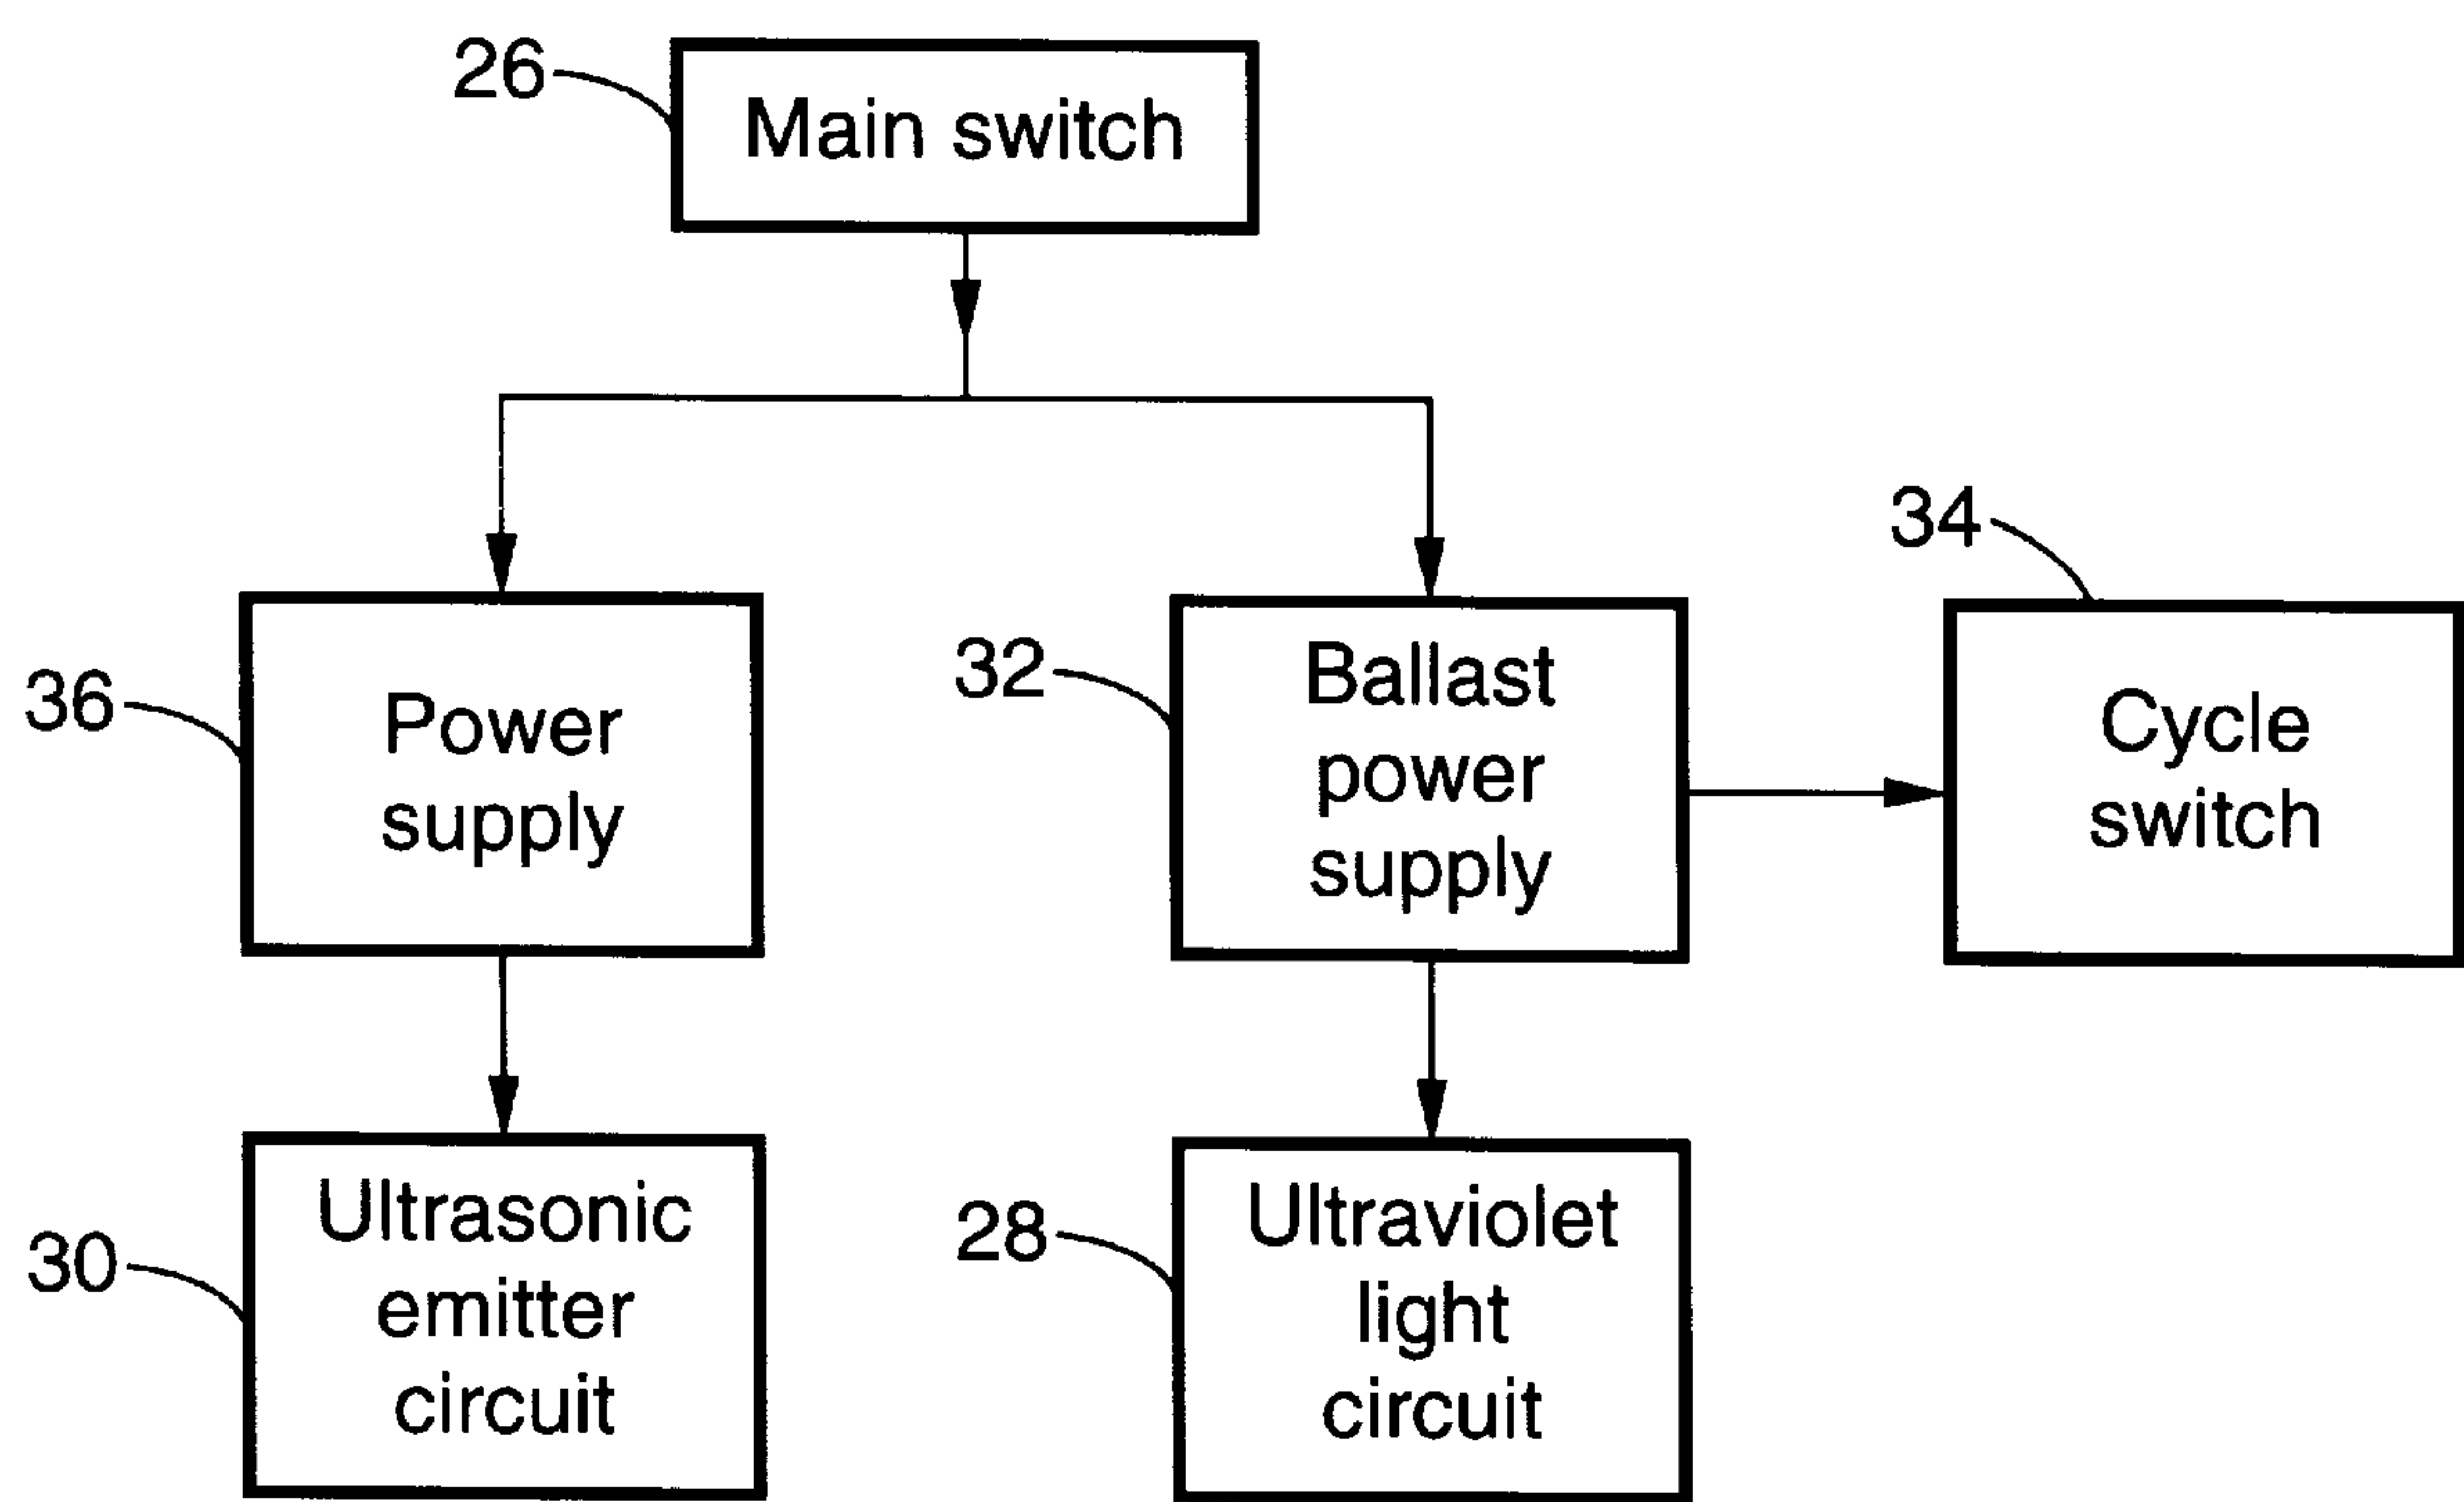 26
Main switch
34
36
Power
supply
32
Ballast
power
supply
Cycle
switch
30
Ultrasonic
emitter
circuit
28
Ultraviolet
light
circuit